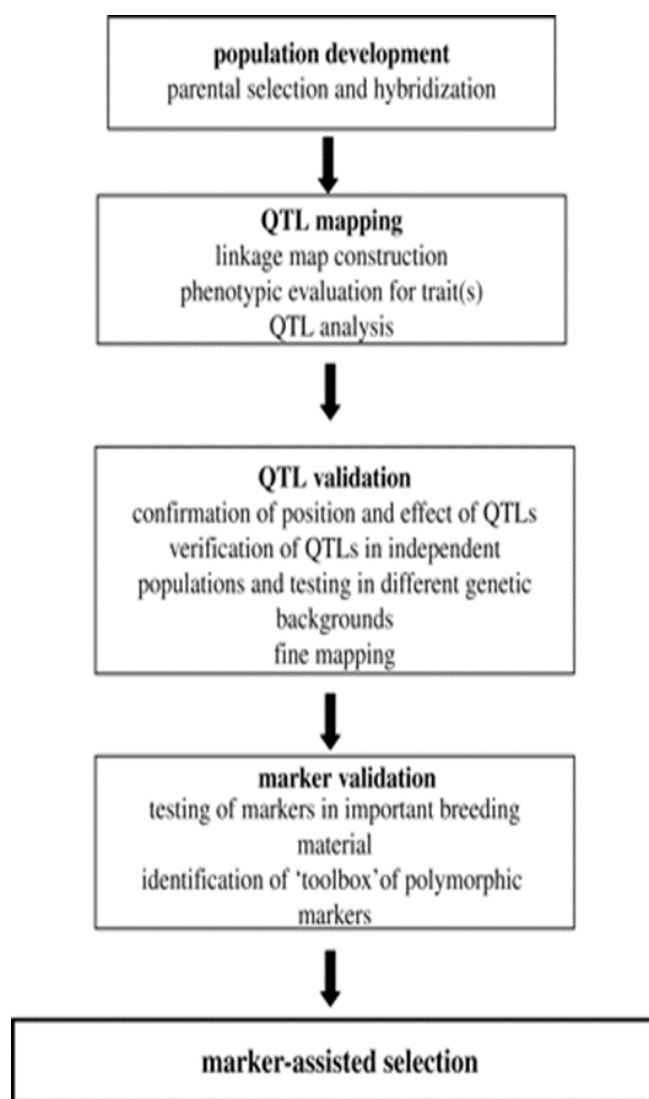 population development
parental selection and hybridization
QTL mapping
linkage map construction
phenotypic evaluation for trait(s)
QTL analysis
QTL validation
confirmation of position and effect of QTLs
verification of QTLs in independent
populations and testing in different genetic
backgrounds
fine mapping
marker validation
testing of markers in important breeding
material
identification of ‘toolbox’of polymorphic
markers
marker-assisted selection